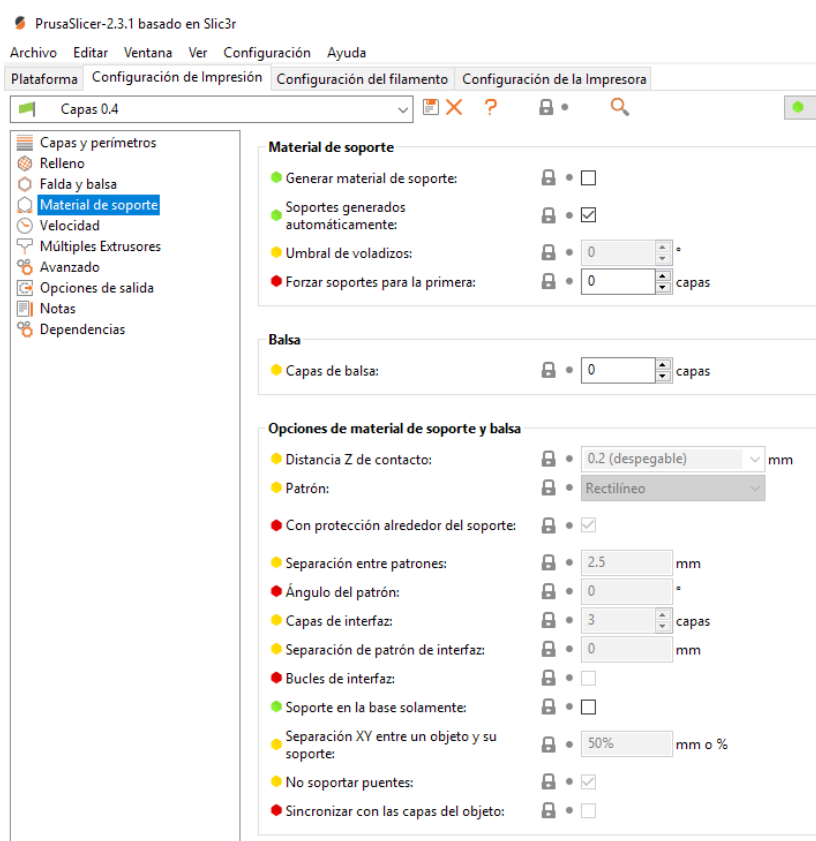 PrusaSlicer-2.3.1 basado en Slic3r
Archivo Editar Ventana Ver Configuración Ayuda
Plataforma Configuración de Impresión Configuración del filamento Configuración de la Impresora
Capas 0.4 ?
Capas y perímetros
Relleno
Falda y balsa
Material de soporte
Velocidad
Múltiples Extrusores
Avanzado
Opciones de salida
Notas
Dependencias
Material de soporte
Generar material de soporte:
Soportes generados
automáticamente:
Umbral de voladizos: 0 °
Forzar soportes para la primera: 0 capas
Balsa
Capas de balsa: 0 capas
Opciones de material de soporte y balsa
Distancia Z de contacto: 0.2 (despegable) mm
Patrón: Rectilíneo
Con protección alrededor del soporte:
Separación entre patrones: 2.5 mm
Ángulo del patrón: 0 °
Capas de interfaz: 3 capas
Separación de patrón de interfaz: 0 mm
Bucles de interfaz:
Soporte en la base solamente:
Separación XY entre un objeto y su
soporte: 50% mm o %
No soportar puentes:
Sincronizar con las capas del objeto: